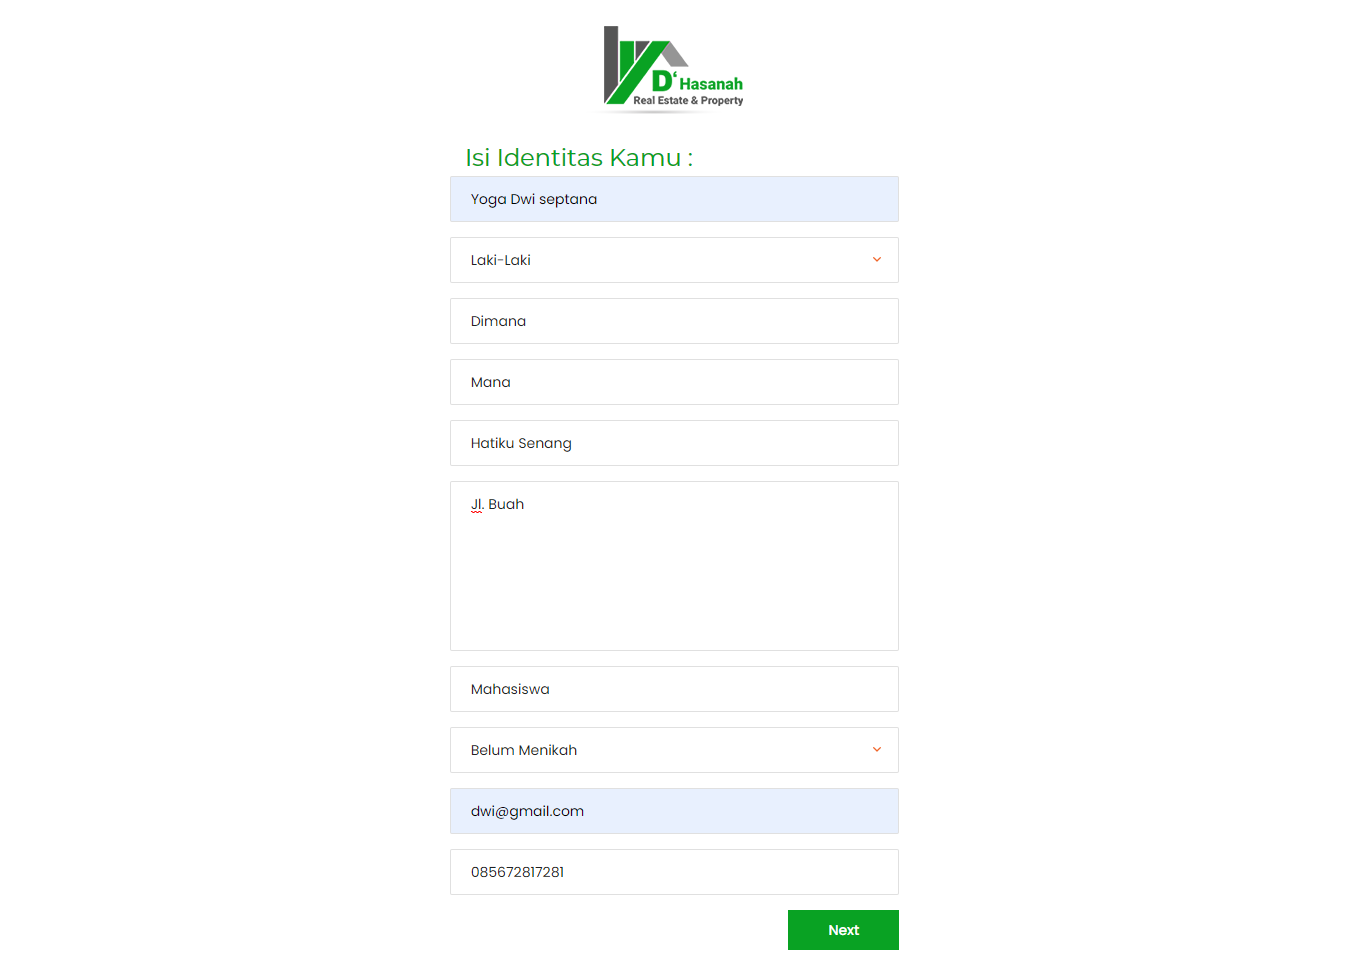 D' Hasanah
Real Estate & Property
Isi Identitas Kamu :
Yoga Dwi septana
Laki-Laki
Dimana
Mana
Hatiku Senang
Jl. Buah
Mahasiswa
Belum Menikah
dwi@gmail.com
085672817281
Next